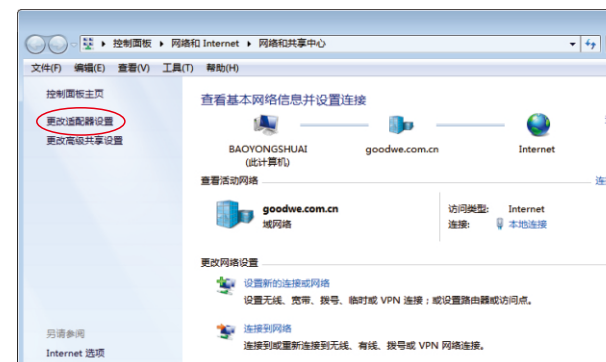 控制面板 ▸ 网络和 Internet ▸ 网络和共享中心
文件(F) 编辑(E) 查看(V) 工具(T) 帮助(H)
控制面板主页
更改适配器设置
更改高级共享设置
查看基本网络信息并设置连接
BAOYONGSHUAI
(此计算机)
goodwe.com.cn
Internet
查看活动网络
goodwe.com.cn
域网络
访问类型: Internet
连接: 本地连接
更改网络设置
设置新的连接或网络
设置无线、宽带、拨号、临时或 VPN 连接；或设置路由器或访问点。
连接到网络
连接到或重新连接到无线、有线、拨号或 VPN 网络连接。
另请参阅
Internet 选项